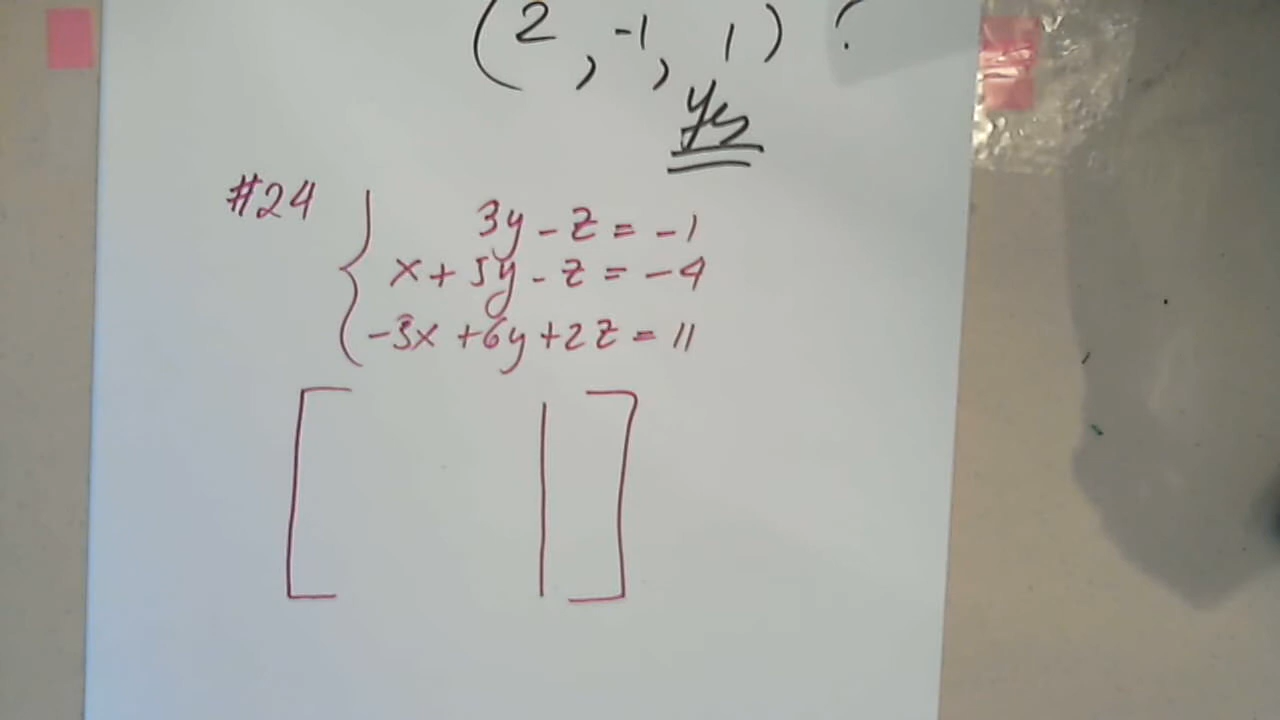 (2, -1, 1) ?
Yes
#24
3y - z = -1
x + 5y - z = -4
-3x + 6y + 2z = 11